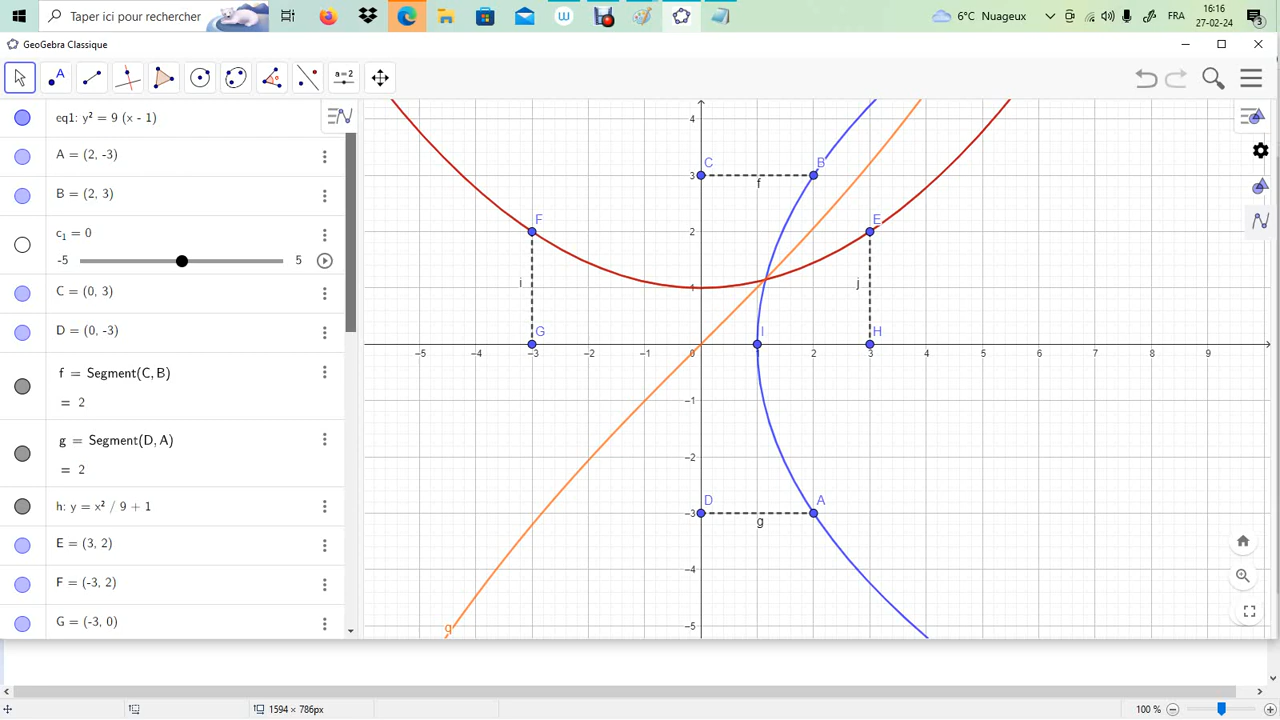 Taper ici pour rechercher
6°C Nuageux
FRA
16:16
27-02-24
3
GeoGebra Classique
A
a=2
eq1: y² = 9 (x - 1)
A = (2, -3)
B = (2, 3)
c₁ = 0
-5
5
C = (0, 3)
D = (0, -3)
f = Segment(C, B)
= 2
g = Segment(D, A)
= 2
h: y = x² / 9 + 1
E = (3, 2)
F = (-3, 2)
G = (-3, 0)
4
C
B
3
f
F
E
2
i
j
1
G
I
H
−5 −4 −3 −2 −1 0 1 2 3 4 5 6 7 8 9
−1
−2
D
A
−3
g
−4
−5
q
1594 × 786px
100 %